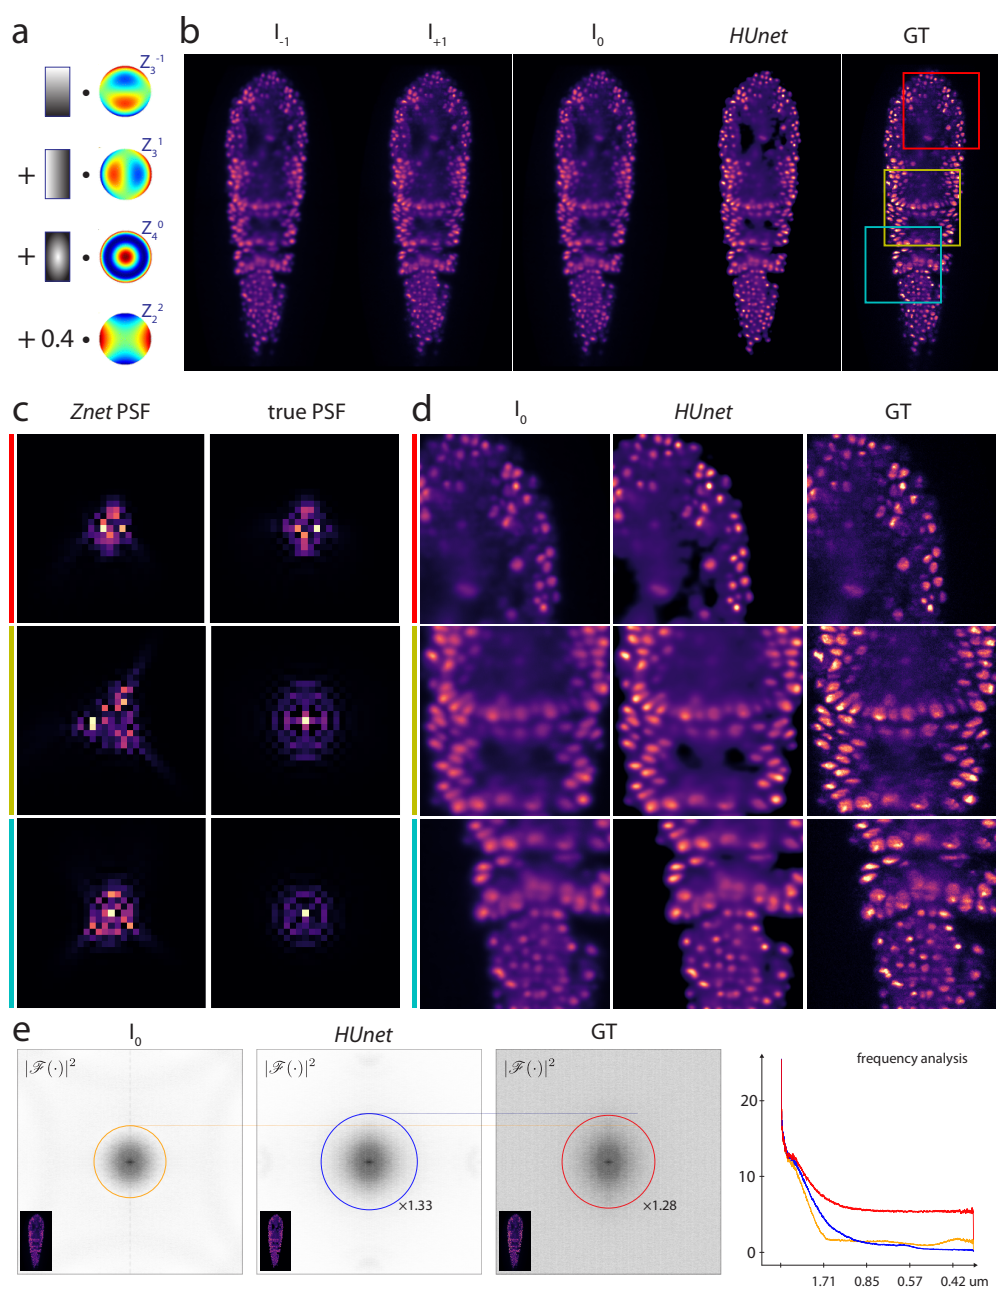 a
Z₃⁻¹
+ Z₃¹
+ Z₄⁰
+ 0.4 • Z₂²
b
I₋₁ I₊₁ I₀ HUnet GT
c
Znet PSF true PSF
d
I₀ HUnet GT
e
I₀ HUnet GT
|ℱ(·)|² |ℱ(·)|² |ℱ(·)|²
×1.33 ×1.28
frequency analysis
20
10
0
1.71 0.85 0.57 0.42 um